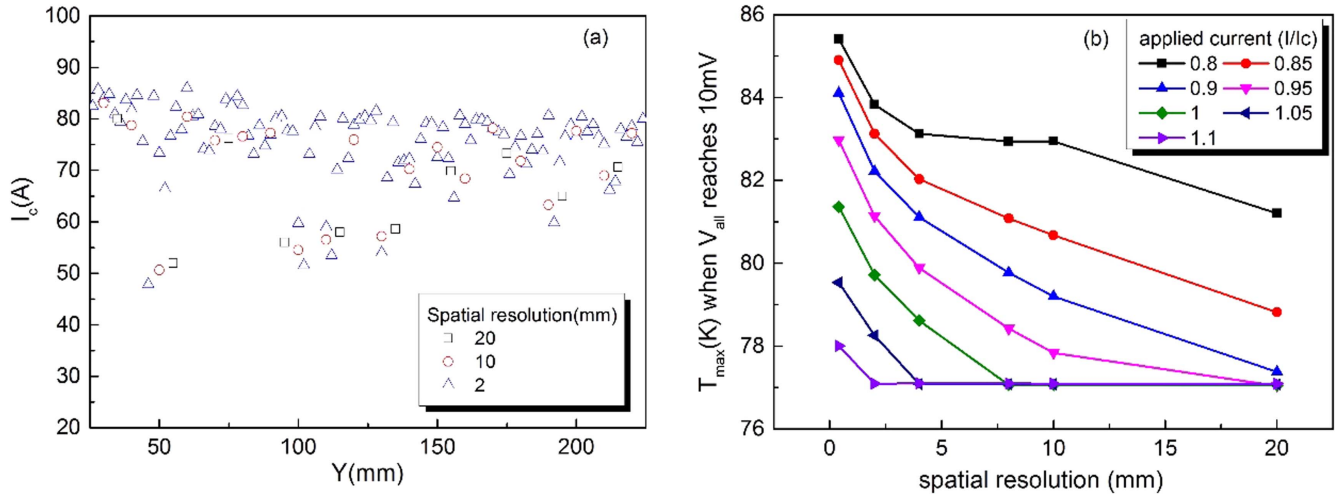 (a)
100
90
80
70
60
50
40
30
20
I_c(A)
50 100 150 200
Y(mm)
Spatial resolution(mm)
20
10
2
(b)
86
84
82
80
78
76
T_max(K) when V_all reaches 10mV
0 5 10 15 20
spatial resolution (mm)
applied current (I/Ic)
0.8 0.85
0.9 0.95
1 1.05
1.1